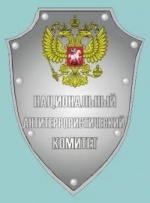 НАЦИОНАЛЬНЫЙ
АНТИТЕРРОРИСТИЧЕСКИЙ
КОМИТЕТ